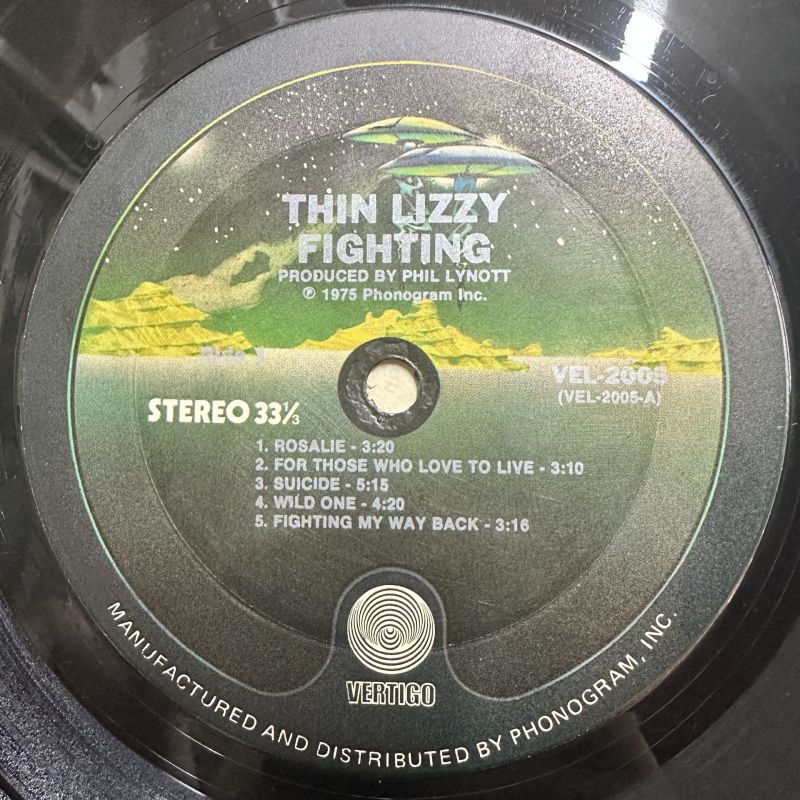 THIN LIZZY
FIGHTING
PRODUCED BY PHIL LYNOTT
℗ 1975 Phonogram Inc.
Side 1
VEL-2005
(VEL-2005-A)
STEREO 33⅓
1. ROSALIE - 3:20
2. FOR THOSE WHO LOVE TO LIVE - 3:10
3. SUICIDE - 5:15
4. WILD ONE - 4:20
5. FIGHTING MY WAY BACK - 3:16
VERTIGO
MANUFACTURED AND DISTRIBUTED BY PHONOGRAM, INC.